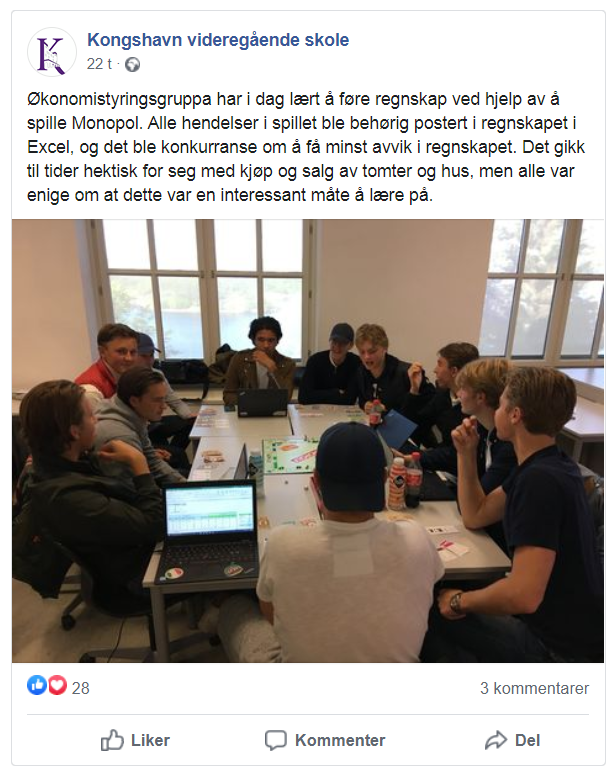 Kongshavn videregående skole
22 t ·
Økonomistyringsgruppa har i dag lært å føre regnskap ved hjelp av å
spille Monopol. Alle hendelser i spillet ble behørig postert i regnskapet i
Excel, og det ble konkurranse om å få minst avvik i regnskapet. Det gikk
til tider hektisk for seg med kjøp og salg av tomter og hus, men alle var
enige om at dette var en interessant måte å lære på.
28
3 kommentarer
Liker
Kommenter
Del